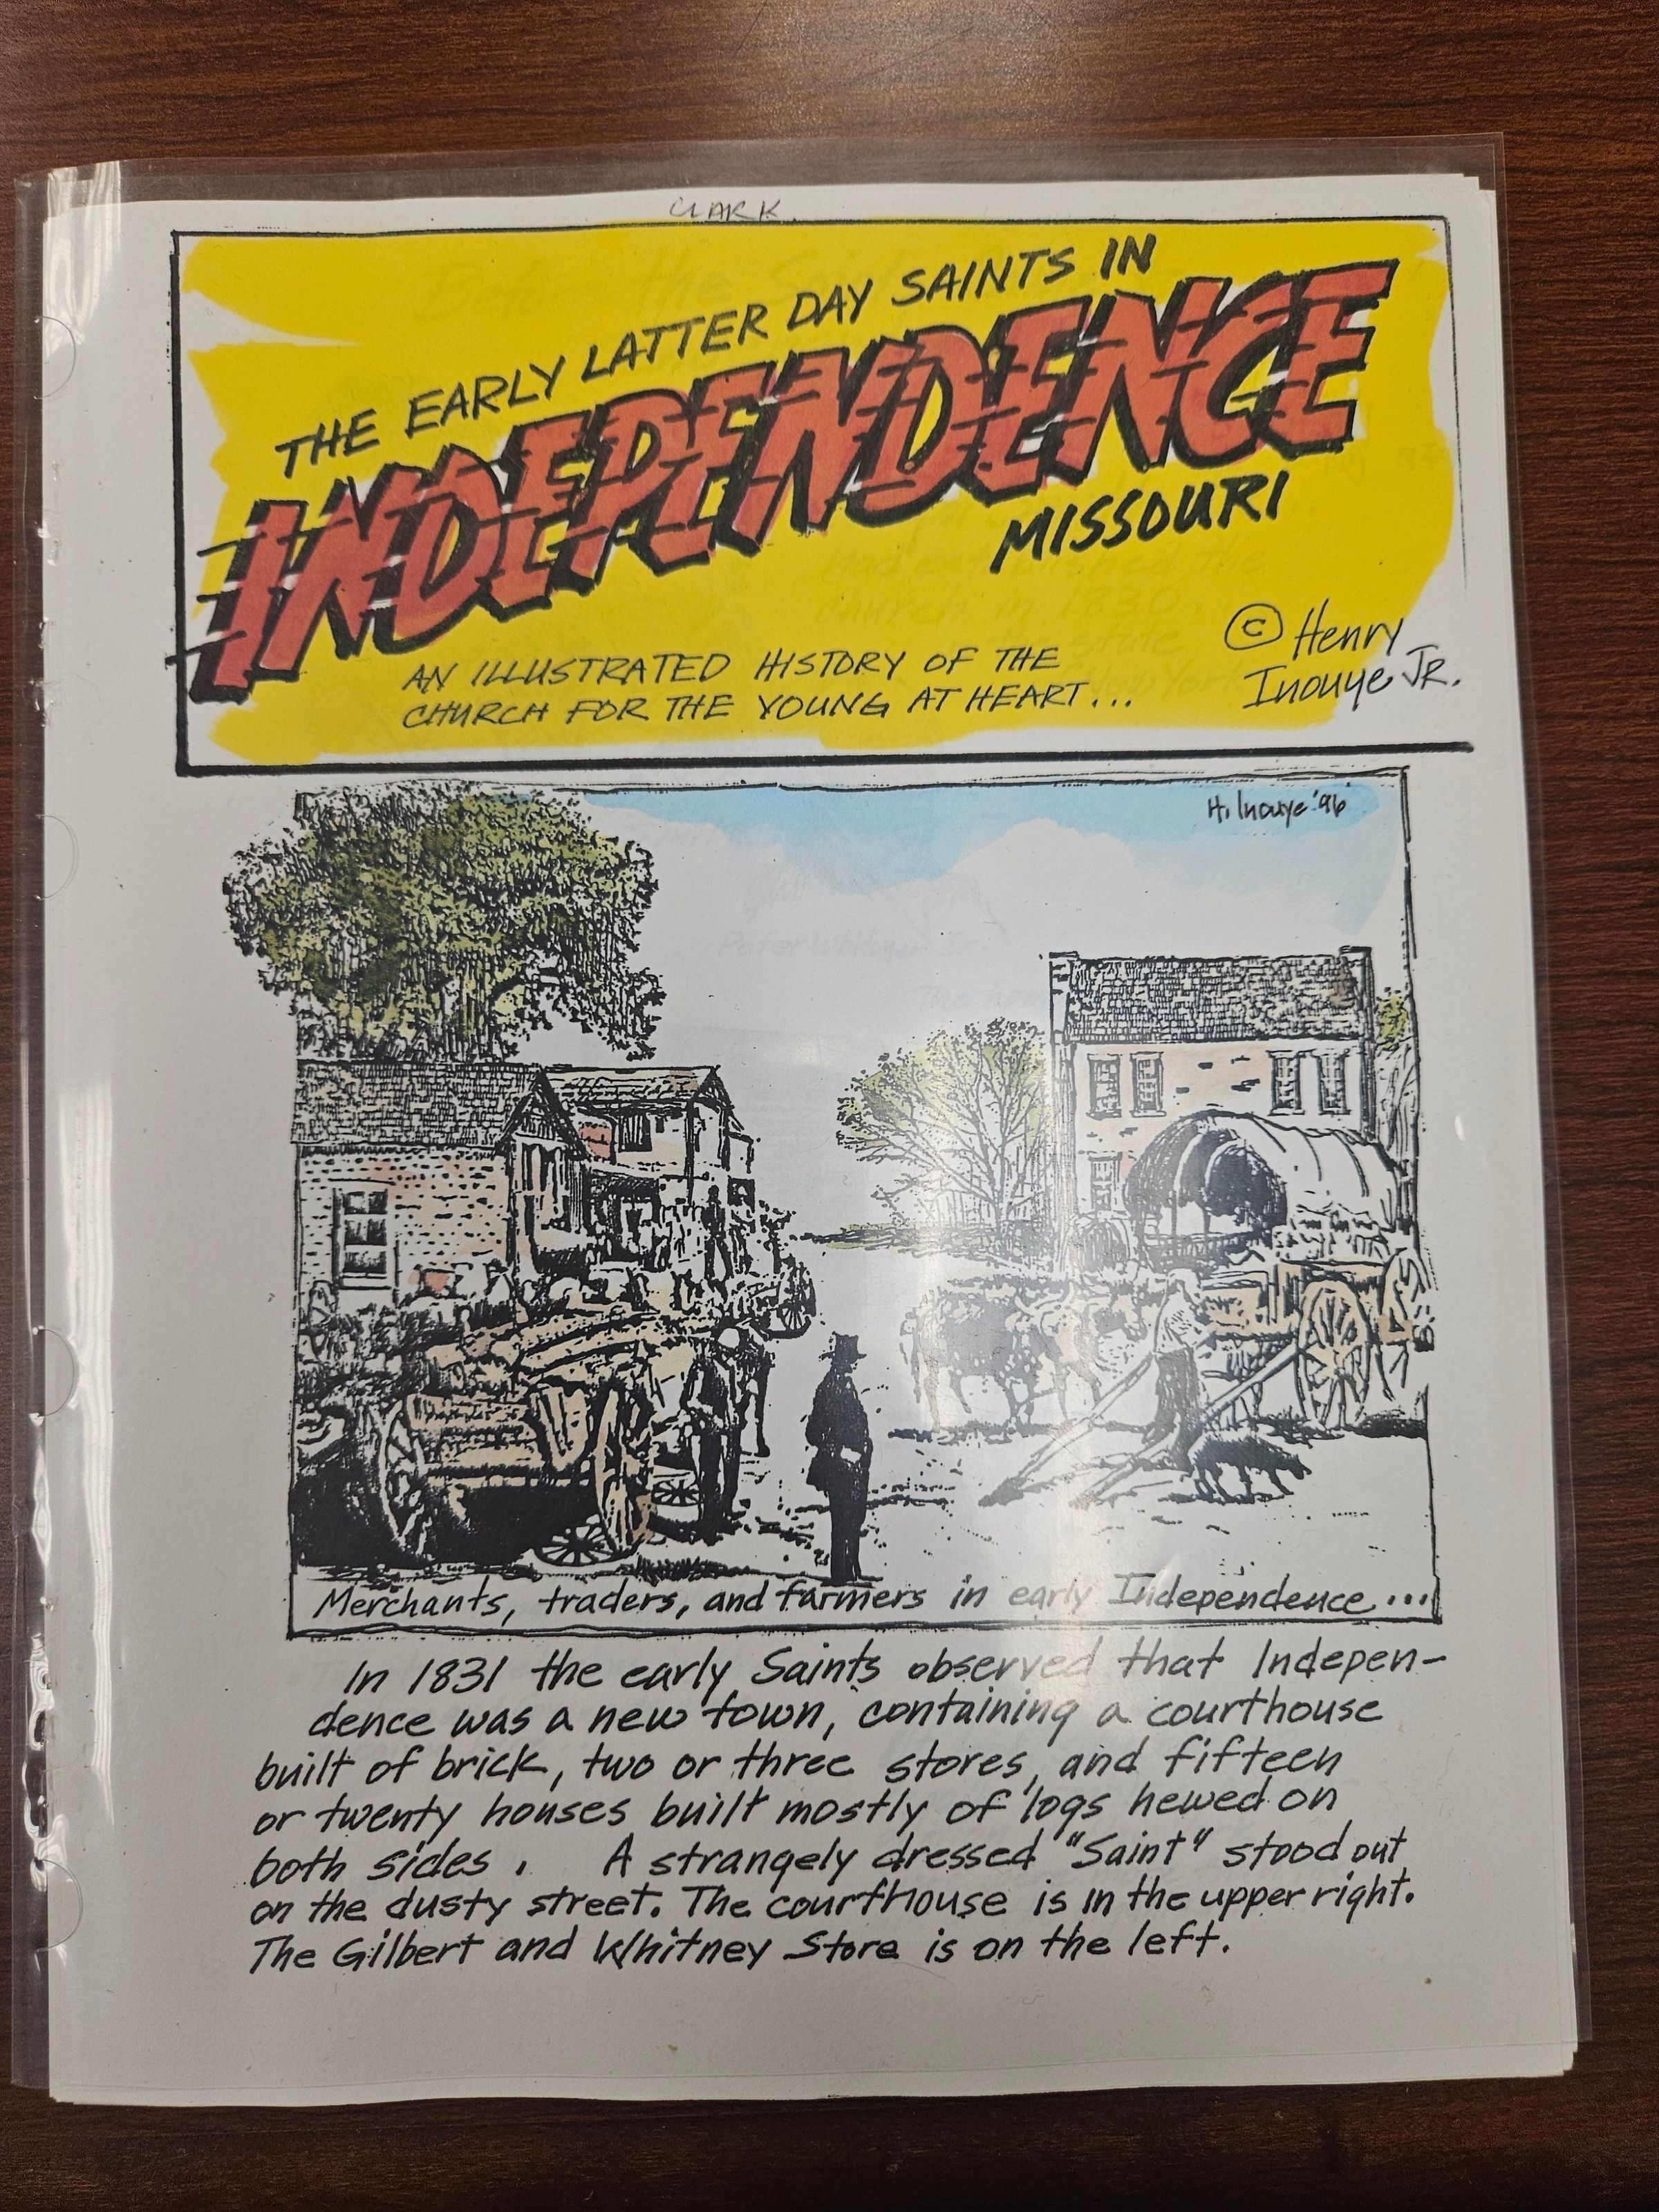 CLARK
THE EARLY LATTER DAY SAINTS IN
INDEPENDENCE
MISSOURI
AN ILLUSTRATED HISTORY OF THE
CHURCH FOR THE YOUNG AT HEART...
© Henry
Inouye JR.
H. Inouye '96
Merchants, traders, and farmers in early Independence...
In 1831 the early Saints observed that Indepen-
dence was a new town, containing a courthouse
built of brick, two or three stores, and fifteen
or twenty houses built mostly of logs hewed on
both sides. A strangely dressed "Saint" stood out
on the dusty street. The courthouse is in the upper right.
The Gilbert and Whitney Store is on the left.